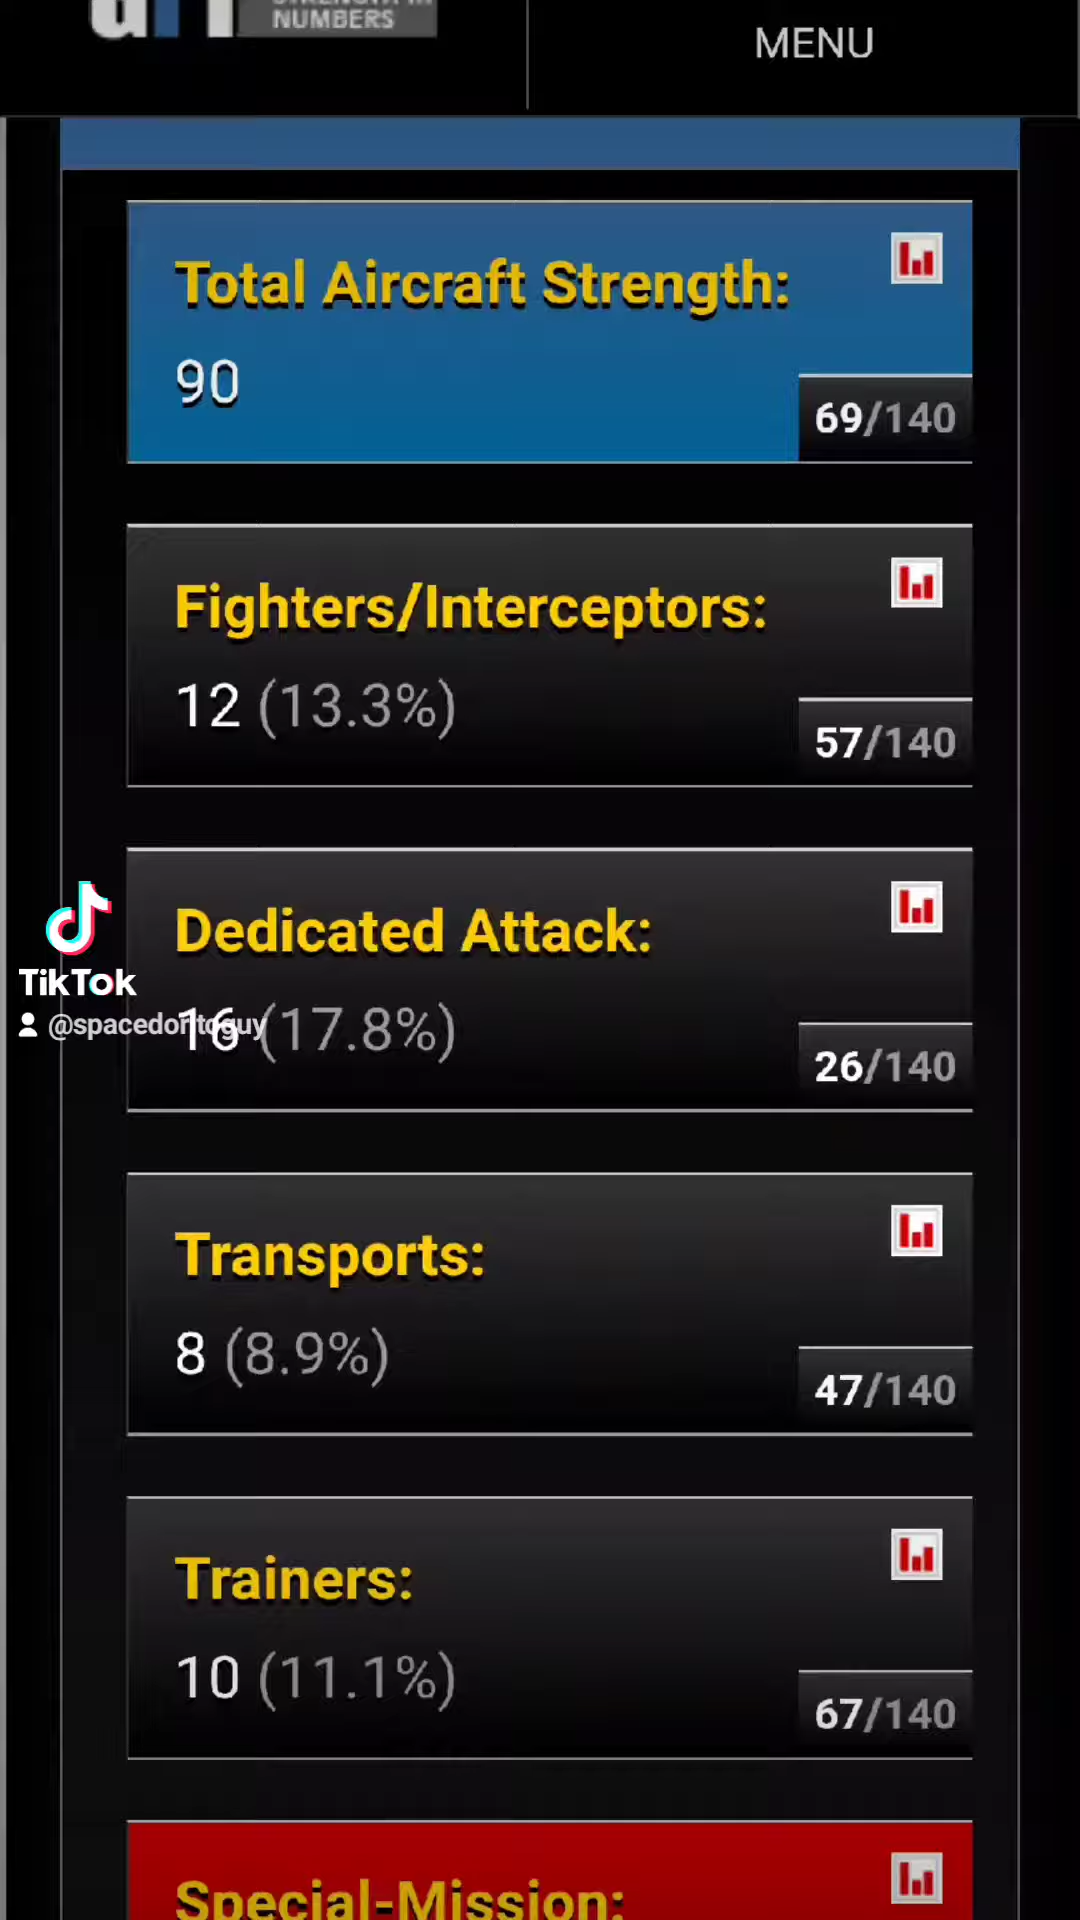 NUMBERS
MENU
Total Aircraft Strength:
90
69/140
Fighters/Interceptors:
12 (13.3%)
57/140
Dedicated Attack:
16 (17.8%)
26/140
TikTok
@spacedoritoguy
Transports:
8 (8.9%)
47/140
Trainers:
10 (11.1%)
67/140
Special-Mission: